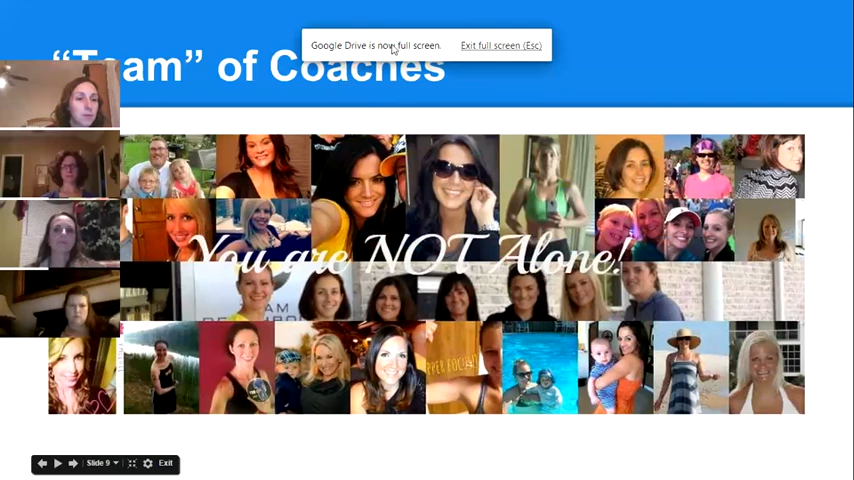 Google Drive is now full screen. Exit full screen (Esc)
“Team” of Coaches
You are NOT Alone!
Slide 9
Exit